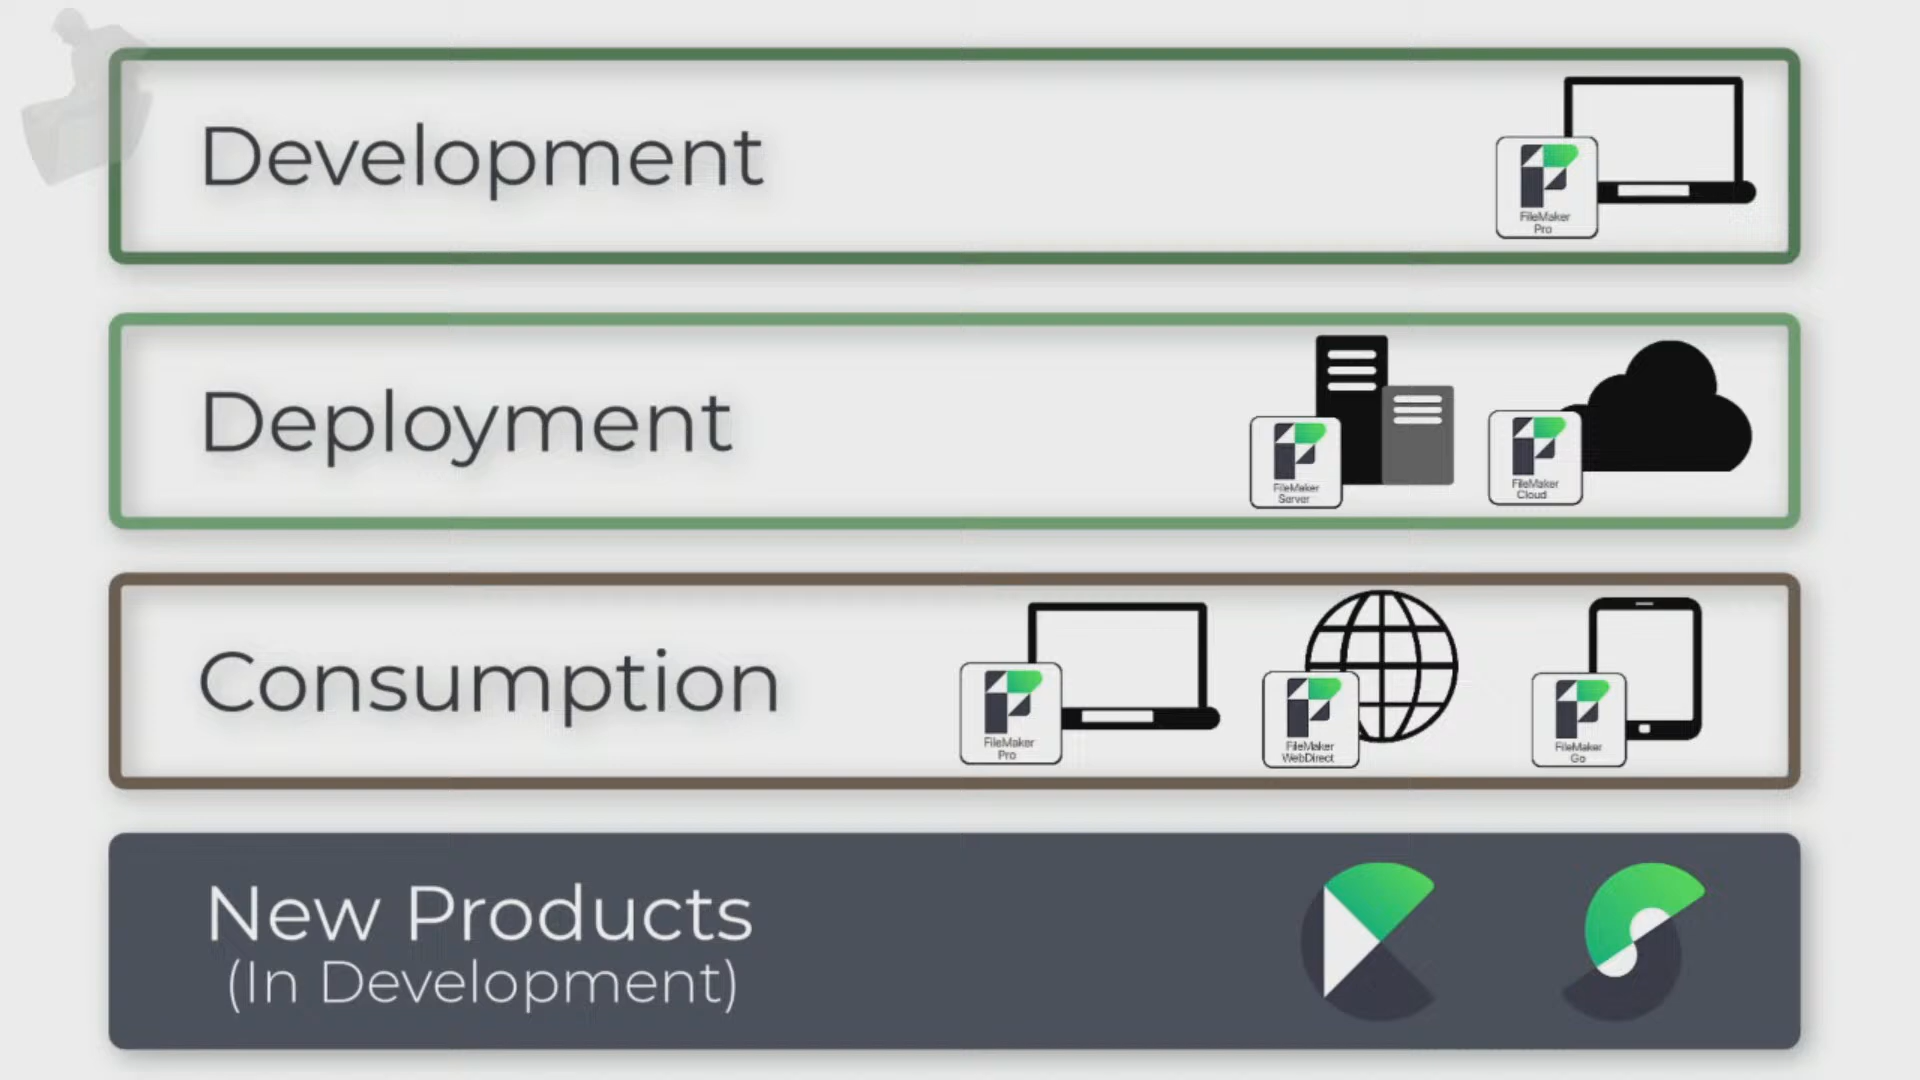 Development
FileMaker
Pro
Deployment
FileMaker
Server
FileMaker
Cloud
Consumption
FileMaker
Pro
FileMaker
WebDirect
FileMaker
Go
New Products
(In Development)